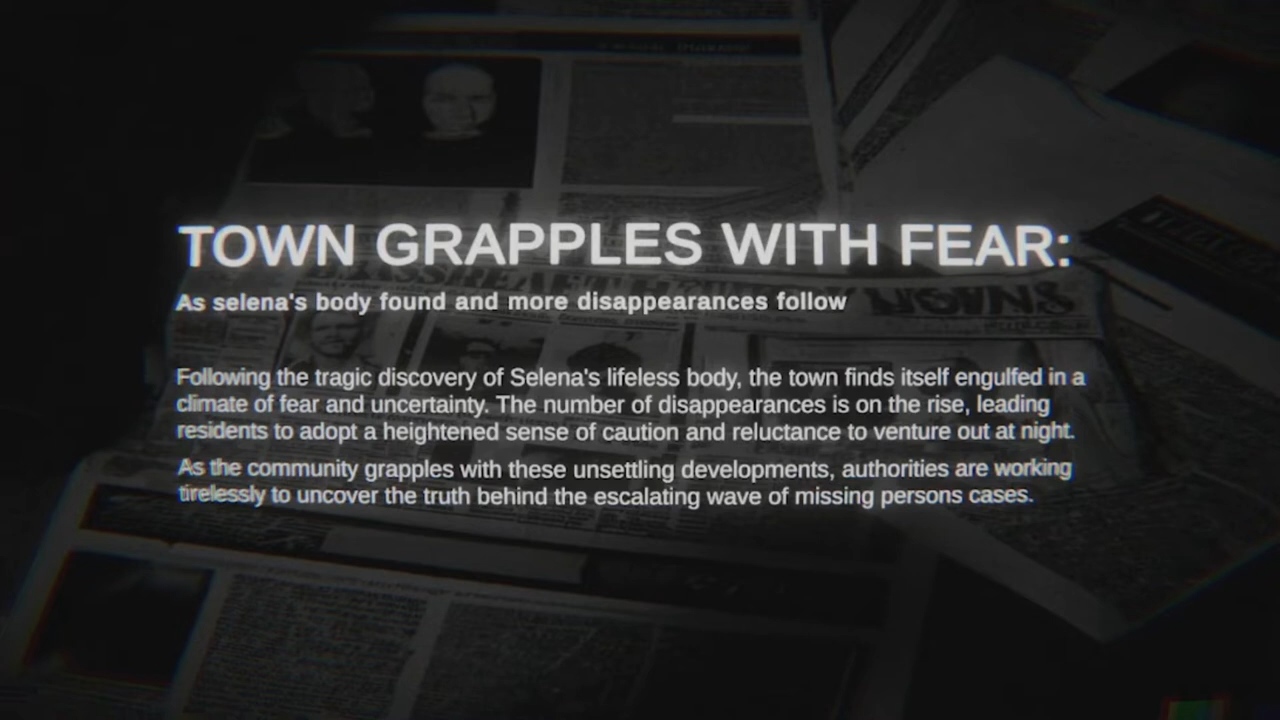 TOWN GRAPPLES WITH FEAR:
As selena's body found and more disappearances follow
Following the tragic discovery of Selena's lifeless body, the town finds itself engulfed in a
climate of fear and uncertainty. The number of disappearances is on the rise, leading
residents to adopt a heightened sense of caution and reluctance to venture out at night.
As the community grapples with these unsettling developments, authorities are working
tirelessly to uncover the truth behind the escalating wave of missing persons cases.